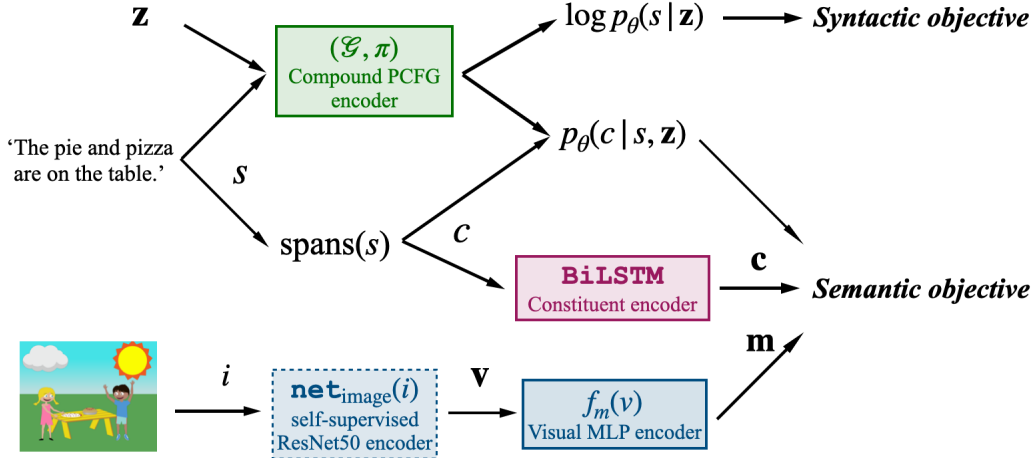 z
log pθ(s | z)
Syntactic objective
(𝒢, π)
Compound PCFG
encoder
‘The pie and pizza
are on the table.’
s
pθ(c | s, z)
spans(s)
c
BiLSTM
Constituent encoder
c
Semantic objective
m
i
netimage(i)
self-supervised
ResNet50 encoder
v
fm(v)
Visual MLP encoder